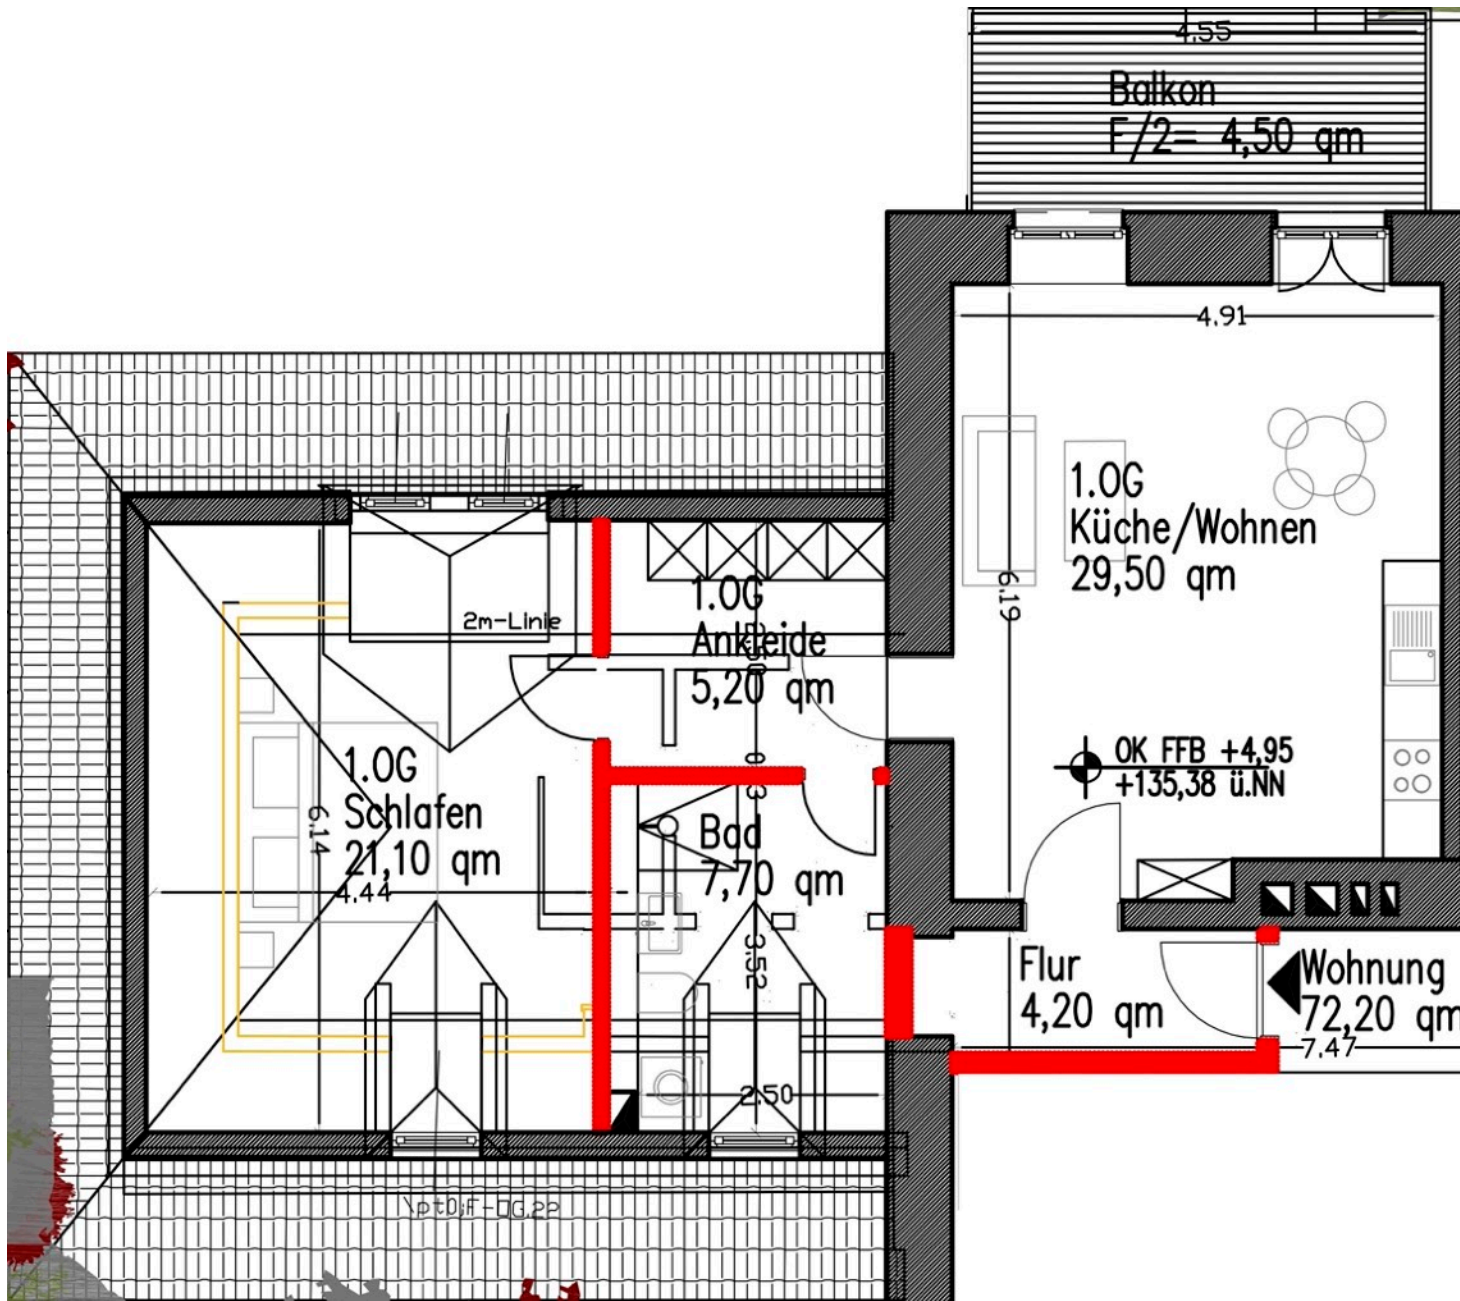 4.55
Balkon
F/2= 4,50 qm
4.91
1.OG
Küche/Wohnen
29,50 qm
6.19
2m-Linie
1.OG
Ankleide
5,20 qm
OK FFB +4,95
+135,38 ü.NN
1.OG
Schlafen
21,10 qm
6.14
4.44
Bad
7,70 qm
3.52
2.50
Flur
4,20 qm
Wohnung
72,20 qm
7.47